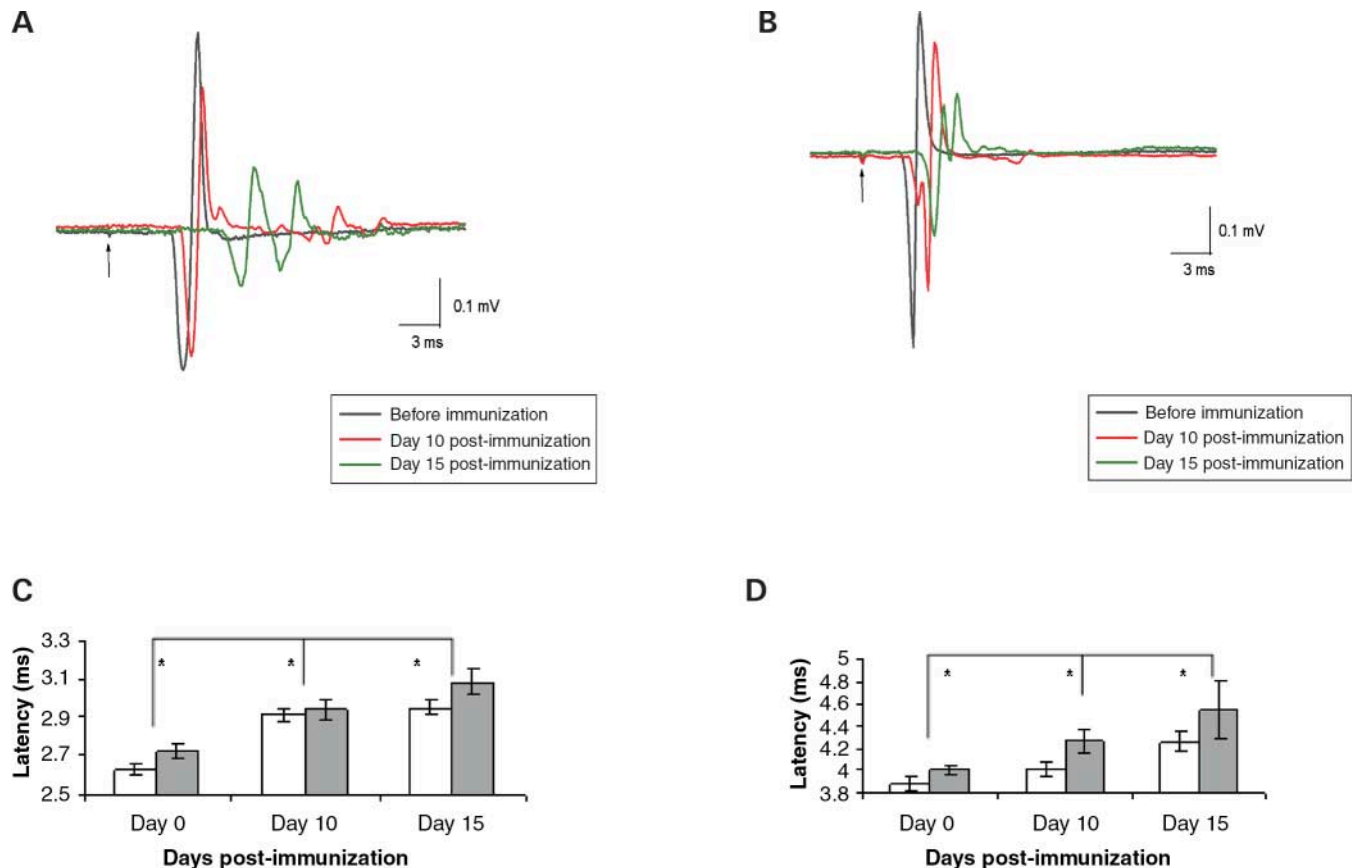 A
0.1 mV
3 ms
Before immunization
Day 10 post-immunization
Day 15 post-immunization
B
0.1 mV
3 ms
Before immunization
Day 10 post-immunization
Day 15 post-immunization
C
Latency (ms)
3.3
3.1
2.9
2.7
2.5
* * *
Day 0 Day 10 Day 15
Days post-immunization
D
Latency (ms)
5
4.8
4.6
4.4
4.2
4
3.8
* * *
Day 0 Day 10 Day 15
Days post-immunization